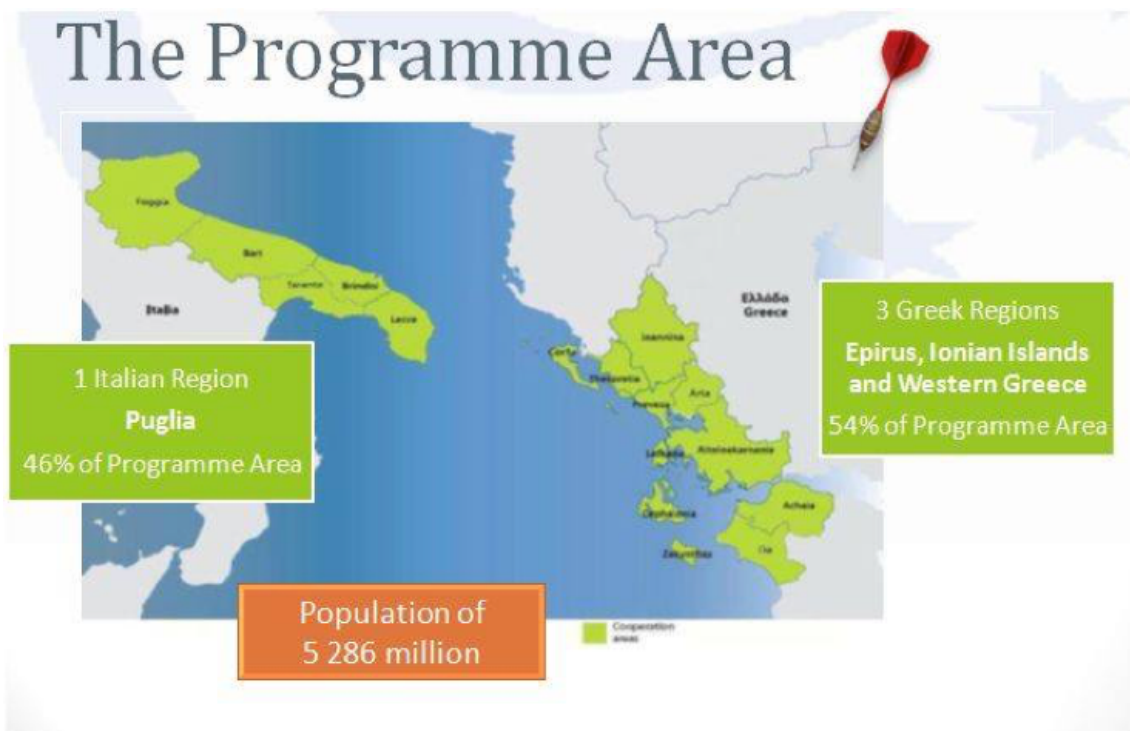 The Programme Area
Foggia
Bari
Taranto
Brindisi
Lecce
Italia
Ελλάδα
Greece
Ioannina
Corfu
Thesprotia
Arta
Preveza
Lefkada
Aitoloakarnania
Cephalonia
Achaia
Zakynthos
Ilia
1 Italian Region
Puglia
46% of Programme Area
3 Greek Regions
Epirus, Ionian Islands
and Western Greece
54% of Programme Area
Population of
5 286 million
Cooperation
areas